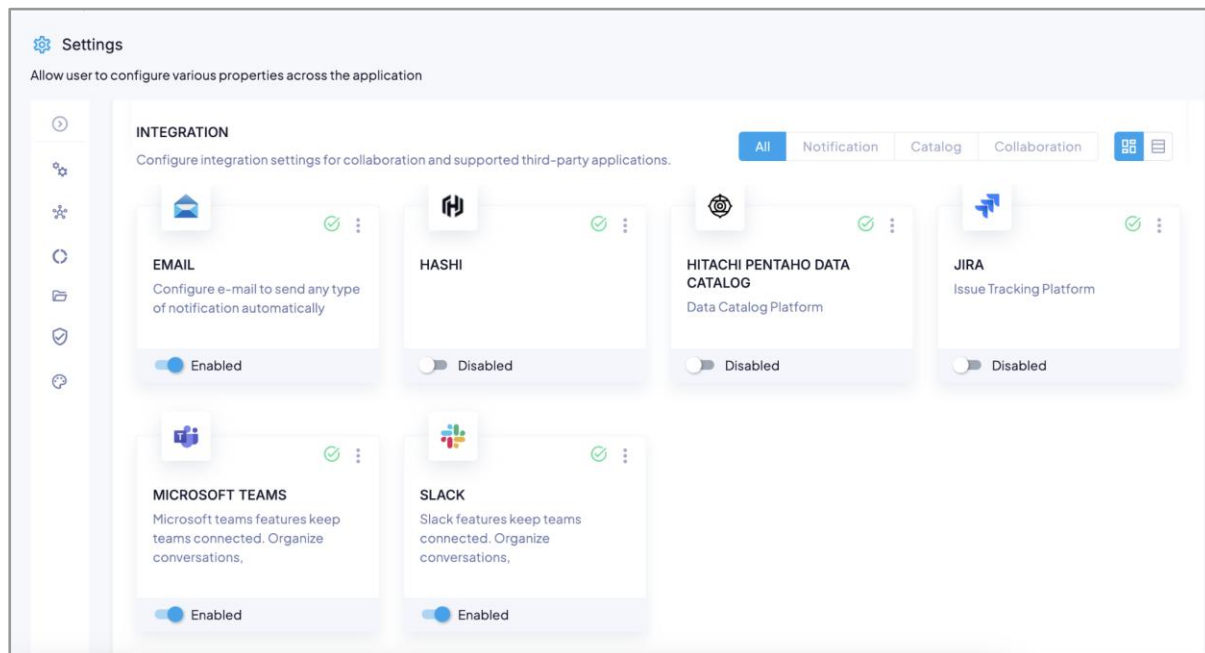 Settings
Allow user to configure various properties across the application
INTEGRATION
Configure integration settings for collaboration and supported third-party applications.
All
Notification
Catalog
Collaboration
EMAIL
Configure e-mail to send any type
of notification automatically
Enabled
HASHI
Disabled
HITACHI PENTAHO DATA
CATALOG
Data Catalog Platform
Disabled
JIRA
Issue Tracking Platform
Disabled
MICROSOFT TEAMS
Microsoft teams features keep
teams connected. Organize
conversations,
Enabled
SLACK
Slack features keep teams
connected. Organize
conversations,
Enabled